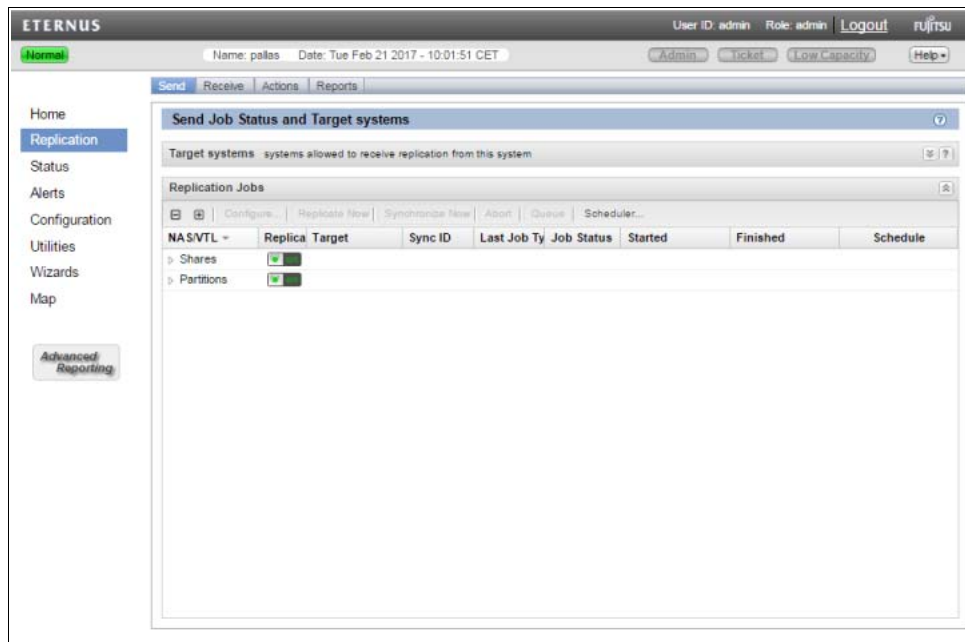 ETERNUS
User ID: admin Role: admin Logout FUJITSU
Normal Name: pallas Date: Tue Feb 21 2017 - 10:01:51 CET Admin Ticket Low Capacity Help
Send Receive Actions Reports
Home
Replication
Status
Alerts
Configuration
Utilities
Wizards
Map
Advanced
Reporting
Send Job Status and Target systems ?
Target systems systems allowed to receive replication from this system ?
Replication Jobs
Configure... Replicate Now Synchronize Now Abort Queue Scheduler...
NAS/VTL Replica Target Sync ID Last Job Ty Job Status Started Finished Schedule
Shares
Partitions